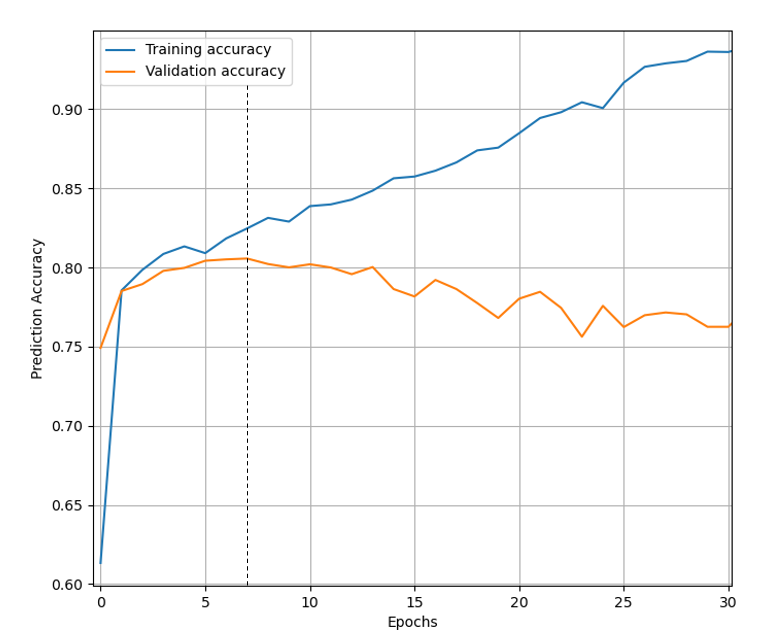 Training accuracy
Validation accuracy
0.90
0.85
0.80
0.75
0.70
0.65
0.60
Prediction Accuracy
0 5 10 15 20 25 30
Epochs